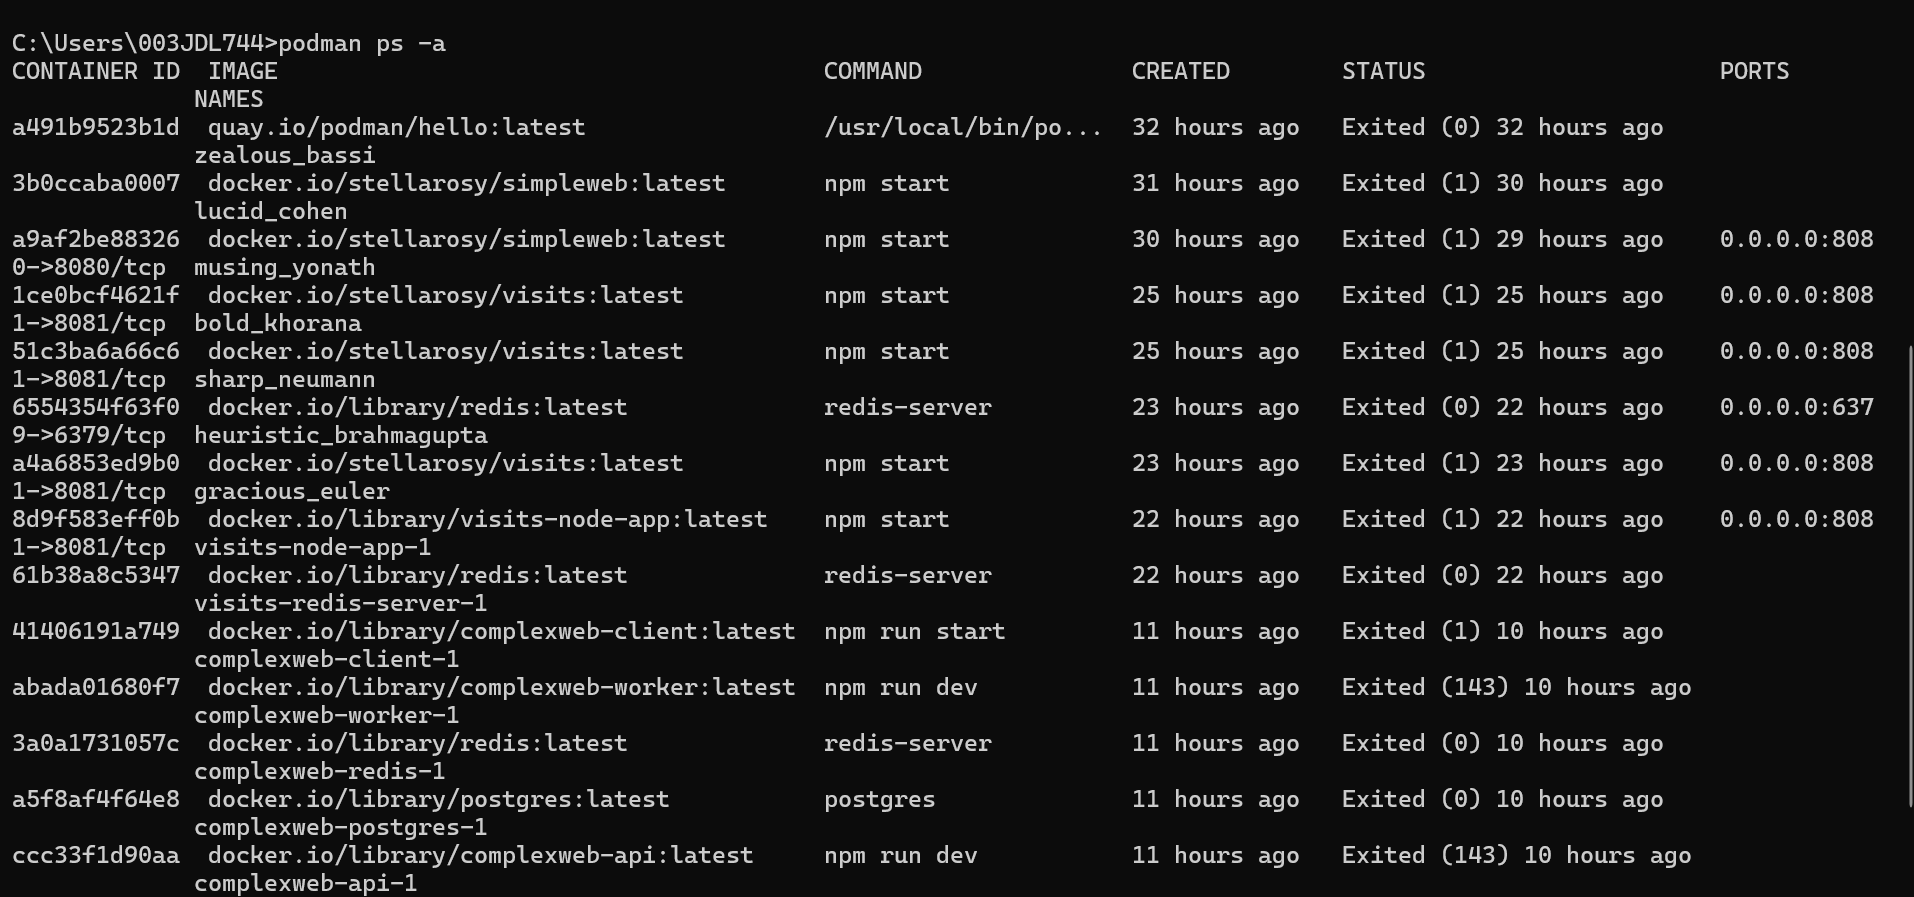 C:\Users\003JDL744>podman ps -a
CONTAINER ID  IMAGE                                       COMMAND               CREATED         STATUS                     PORTS
             NAMES
a491b9523b1d  quay.io/podman/hello:latest                 /usr/local/bin/po...  32 hours ago   Exited (0) 32 hours ago
             zealous_bassi
3b0ccaba0007  docker.io/stellarosy/simpleweb:latest       npm start             31 hours ago   Exited (1) 30 hours ago
             lucid_cohen
a9af2be88326  docker.io/stellarosy/simpleweb:latest       npm start             30 hours ago   Exited (1) 29 hours ago    0.0.0.0:808
0->8080/tcp  musing_yonath
1ce0bcf4621f  docker.io/stellarosy/visits:latest          npm start             25 hours ago   Exited (1) 25 hours ago    0.0.0.0:808
1->8081/tcp  bold_khorana
51c3ba6a66c6  docker.io/stellarosy/visits:latest          npm start             25 hours ago   Exited (1) 25 hours ago    0.0.0.0:808
1->8081/tcp  sharp_neumann
6554354f63f0  docker.io/library/redis:latest              redis-server          23 hours ago   Exited (0) 22 hours ago    0.0.0.0:637
9->6379/tcp  heuristic_brahmagupta
a4a6853ed9b0  docker.io/stellarosy/visits:latest          npm start             23 hours ago   Exited (1) 23 hours ago    0.0.0.0:808
1->8081/tcp  gracious_euler
8d9f583eff0b  docker.io/library/visits-node-app:latest    npm start             22 hours ago   Exited (1) 22 hours ago    0.0.0.0:808
1->8081/tcp  visits-node-app-1
61b38a8c5347  docker.io/library/redis:latest              redis-server          22 hours ago   Exited (0) 22 hours ago
             visits-redis-server-1
41406191a749  docker.io/library/complexweb-client:latest  npm run start         11 hours ago   Exited (1) 10 hours ago
             complexweb-client-1
abada01680f7  docker.io/library/complexweb-worker:latest  npm run dev           11 hours ago   Exited (143) 10 hours ago
             complexweb-worker-1
3a0a1731057c  docker.io/library/redis:latest              redis-server          11 hours ago   Exited (0) 10 hours ago
             complexweb-redis-1
a5f8af4f64e8  docker.io/library/postgres:latest           postgres              11 hours ago   Exited (0) 10 hours ago
             complexweb-postgres-1
ccc33f1d90aa  docker.io/library/complexweb-api:latest     npm run dev           11 hours ago   Exited (143) 10 hours ago
             complexweb-api-1